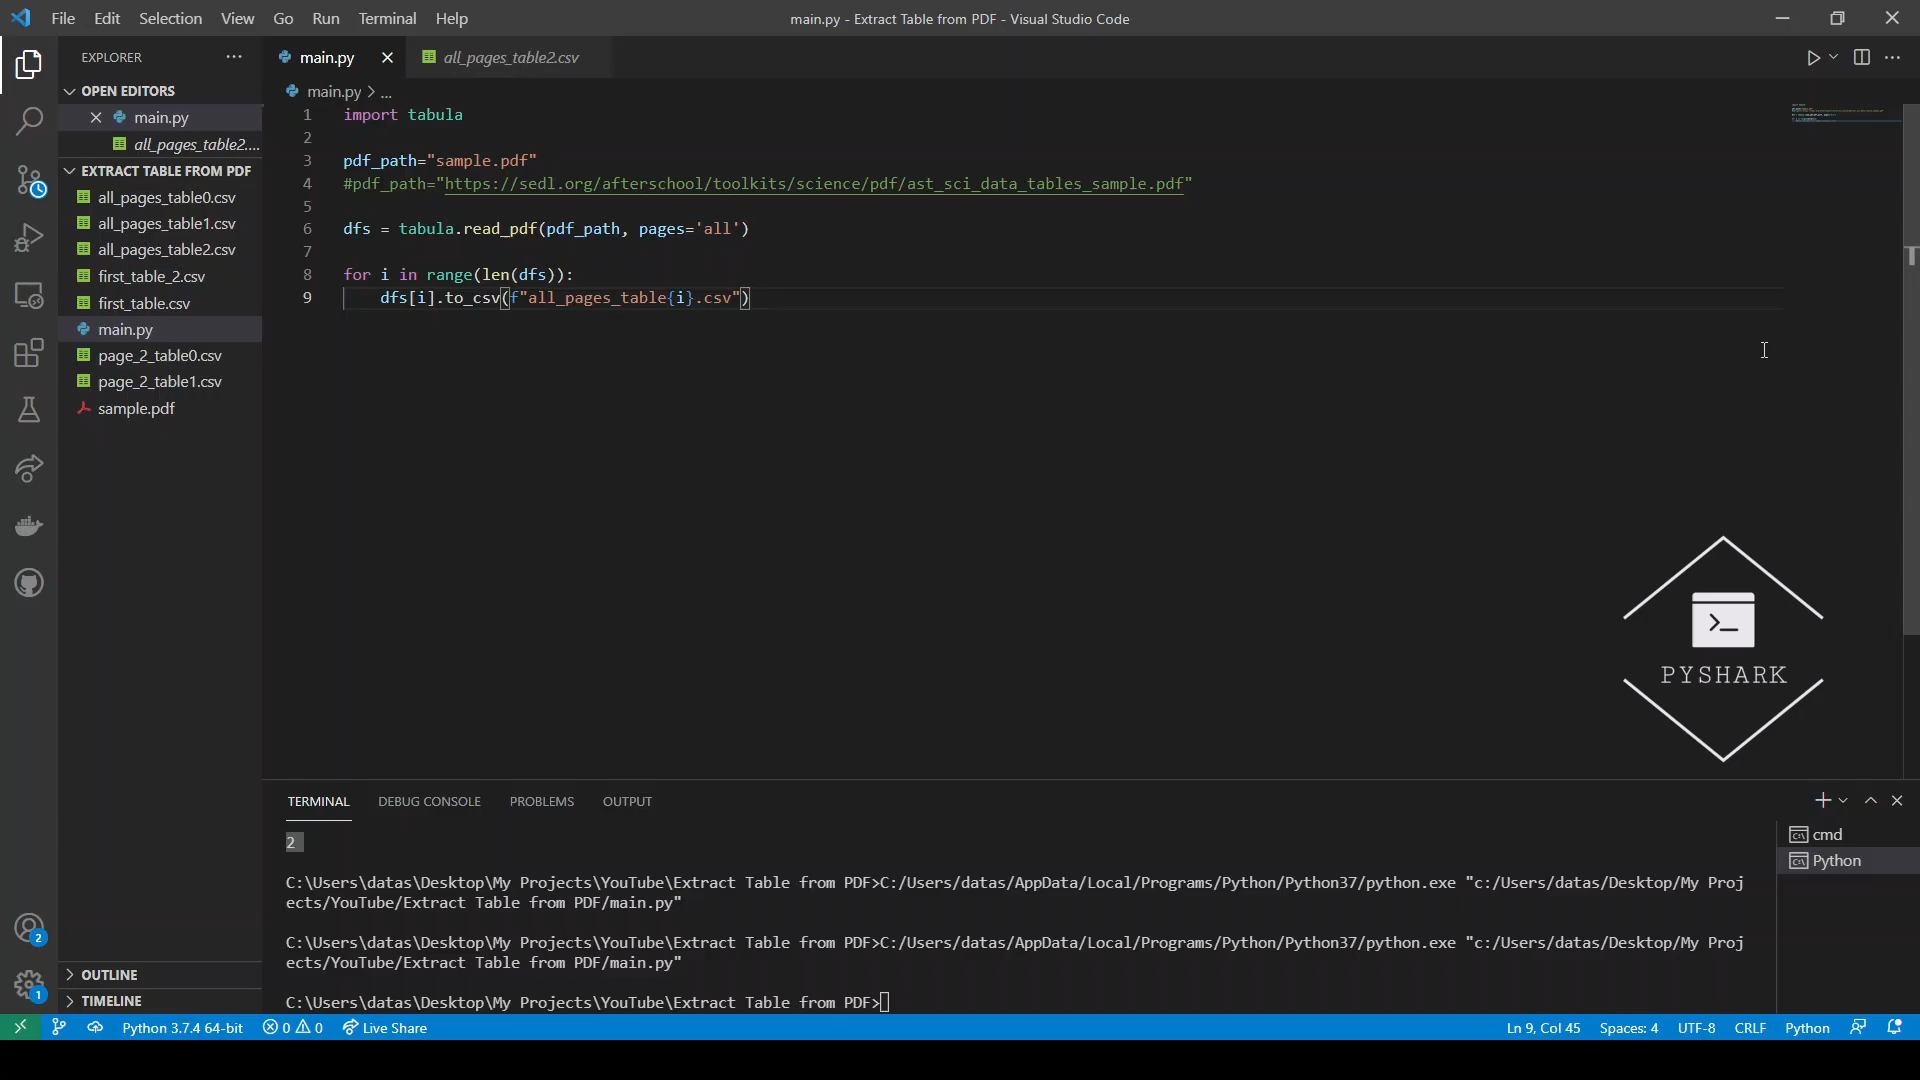 File Edit Selection View Go Run Terminal Help
main.py - Extract Table from PDF - Visual Studio Code
EXPLORER
OPEN EDITORS
main.py
all_pages_table2....
EXTRACT TABLE FROM PDF
all_pages_table0.csv
all_pages_table1.csv
all_pages_table2.csv
first_table_2.csv
first_table.csv
main.py
page_2_table0.csv
page_2_table1.csv
sample.pdf
OUTLINE
TIMELINE
2
1
main.py all_pages_table2.csv
main.py > ...
1 import tabula
2
3 pdf_path="sample.pdf"
4 #pdf_path="https://sedl.org/afterschool/toolkits/science/pdf/ast_sci_data_tables_sample.pdf"
5
6 dfs = tabula.read_pdf(pdf_path, pages='all')
7
8 for i in range(len(dfs)):
9     dfs[i].to_csv(f"all_pages_table{i}.csv")
PYSHARK
TERMINAL DEBUG CONSOLE PROBLEMS OUTPUT
2
C:\Users\datas\Desktop\My Projects\YouTube\Extract Table from PDF>C:/Users/datas/AppData/Local/Programs/Python/Python37/python.exe "c:/Users/datas/Desktop/My Proj
ects/YouTube/Extract Table from PDF/main.py"
C:\Users\datas\Desktop\My Projects\YouTube\Extract Table from PDF>C:/Users/datas/AppData/Local/Programs/Python/Python37/python.exe "c:/Users/datas/Desktop/My Proj
ects/YouTube/Extract Table from PDF/main.py"
C:\Users\datas\Desktop\My Projects\YouTube\Extract Table from PDF>
cmd
Python
Python 3.7.4 64-bit 0 0 Live Share
Ln 9, Col 45 Spaces: 4 UTF-8 CRLF Python